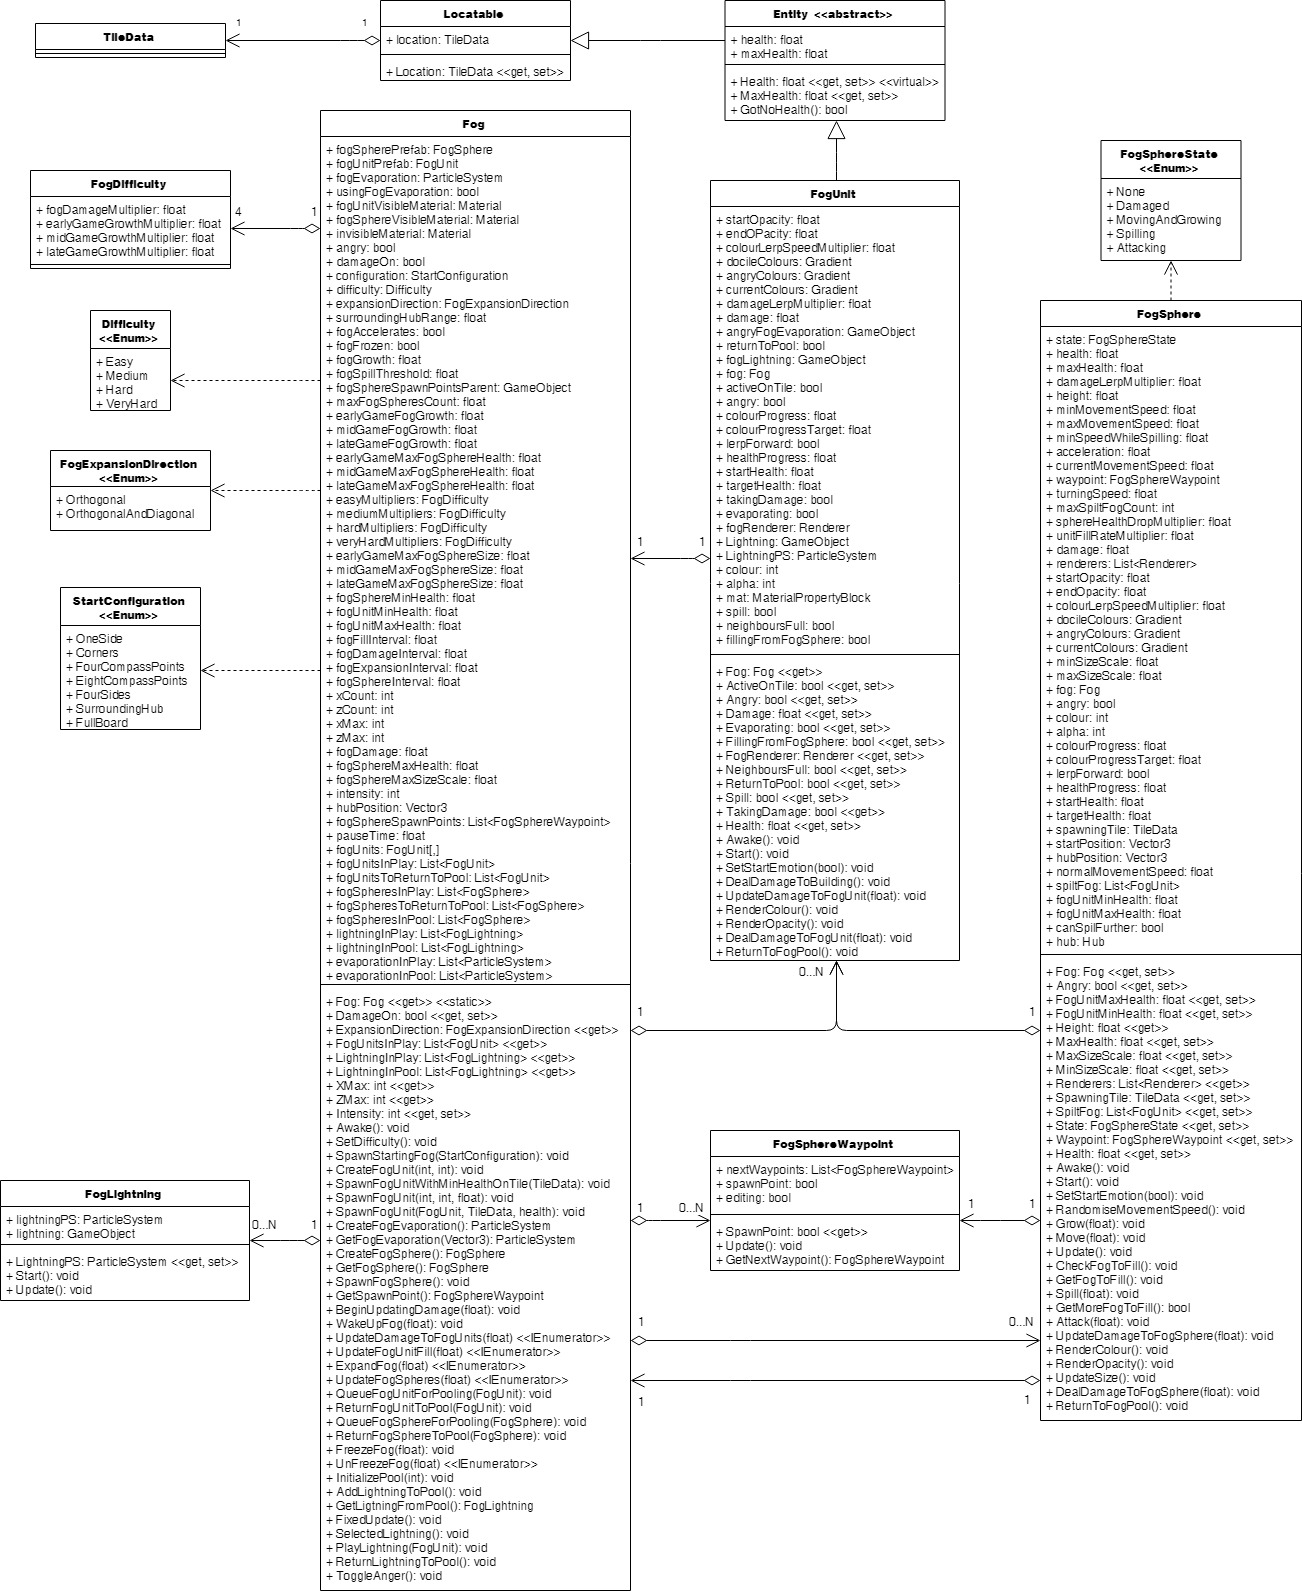 TileData
1
1
Locatable
+ location: TileData
+ Location: TileData <<get, set>>
Entity <<abstract>>
+ health: float
+ maxHealth: float
+ Health: float <<get, set>> <<virtual>>
+ MaxHealth: float <<get, set>>
+ GotNoHealth(): bool
FogDifficulty
+ fogDamageMultiplier: float
+ earlyGameGrowthMultiplier: float
+ midGameGrowthMultiplier: float
+ lateGameGrowthMultiplier: float
4
1
Difficulty
<<Enum>>
+ Easy
+ Medium
+ Hard
+ VeryHard
FogExpansionDirection
<<Enum>>
+ Orthogonal
+ OrthogonalAndDiagonal
StartConfiguration
<<Enum>>
+ OneSide
+ Corners
+ FourCompassPoints
+ EightCompassPoints
+ FourSides
+ SurroundingHub
+ FullBoard
FogLightning
+ lightningPS: ParticleSystem
+ lightning: GameObject
+ LightningPS: ParticleSystem <<get, set>>
+ Start(): void
+ Update(): void
0...N
1
Fog
+ fogSpherePrefab: FogSphere
+ fogUnitPrefab: FogUnit
+ fogEvaporation: ParticleSystem
+ usingFogEvaporation: bool
+ fogUnitVisibleMaterial: Material
+ fogSphereVisibleMaterial: Material
+ invisibleMaterial: Material
+ angry: bool
+ damageOn: bool
+ configuration: StartConfiguration
+ difficulty: Difficulty
+ expansionDirection: FogExpansionDirection
+ surroundingHubRange: float
+ fogAccelerates: bool
+ fogFrozen: bool
+ fogGrowth: float
+ fogSpillThreshold: float
+ fogSphereSpawnPointsParent: GameObject
+ maxFogSpheresCount: float
+ earlyGameFogGrowth: float
+ midGameFogGrowth: float
+ lateGameFogGrowth: float
+ earlyGameMaxFogSphereHealth: float
+ midGameMaxFogSphereHealth: float
+ lateGameMaxFogSphereHealth: float
+ easyMultipliers: FogDifficulty
+ mediumMultipliers: FogDifficulty
+ hardMultipliers: FogDifficulty
+ veryHardMultipliers: FogDifficulty
+ earlyGameMaxFogSphereSize: float
+ midGameMaxFogSphereSize: float
+ lateGameMaxFogSphereSize: float
+ fogSphereMinHealth: float
+ fogUnitMinHealth: float
+ fogUnitMaxHealth: float
+ fogFillInterval: float
+ fogDamageInterval: float
+ fogExpansionInterval: float
+ fogSphereInterval: float
+ xCount: int
+ zCount: int
+ xMax: int
+ zMax: int
+ fogDamage: float
+ fogSphereMaxHealth: float
+ fogSphereMaxSizeScale: float
+ intensity: int
+ hubPosition: Vector3
+ fogSphereSpawnPoints: List<FogSphereWaypoint>
+ pauseTime: float
+ fogUnits: FogUnit[,]
+ fogUnitsInPlay: List<FogUnit>
+ fogUnitsToReturnToPool: List<FogUnit>
+ fogSpheresInPlay: List<FogSphere>
+ fogSpheresToReturnToPool: List<FogSphere>
+ fogSpheresInPool: List<FogSphere>
+ lightningInPlay: List<FogLightning>
+ lightningInPool: List<FogLightning>
+ evaporationInPlay: List<ParticleSystem>
+ evaporationInPool: List<ParticleSystem>
+ Fog: Fog <<get>> <<static>>
+ DamageOn: bool <<get, set>>
+ ExpansionDirection: FogExpansionDirection <<get>>
+ FogUnitsInPlay: List<FogUnit> <<get>>
+ LightningInPlay: List<FogLightning> <<get>>
+ LightningInPool: List<FogLightning> <<get>>
+ XMax: int <<get>>
+ ZMax: int <<get>>
+ Intensity: int <<get, set>>
+ Awake(): void
+ SetDifficulty(): void
+ SpawnStartingFog(StartConfiguration): void
+ CreateFogUnit(int, int): void
+ SpawnFogUnitWithMinHealthOnTile(TileData): void
+ SpawnFogUnit(int, int, float): void
+ SpawnFogUnit(FogUnit, TileData, health): void
+ CreateFogEvaporation(): ParticleSystem
+ GetFogEvaporation(Vector3): ParticleSystem
+ CreateFogSphere(): FogSphere
+ GetFogSphere(): FogSphere
+ SpawnFogSphere(): void
+ GetSpawnPoint(): FogSphereWaypoint
+ BeginUpdatingDamage(float): void
+ WakeUpFog(float): void
+ UpdateDamageToFogUnits(float) <<IEnumerator>>
+ UpdateFogUnitFill(float) <<IEnumerator>>
+ ExpandFog(float) <<IEnumerator>>
+ UpdateFogSpheres(float) <<IEnumerator>>
+ QueueFogUnitForPooling(FogUnit): void
+ ReturnFogUnitToPool(FogUnit): void
+ QueueFogSphereForPooling(FogSphere): void
+ ReturnFogSphereToPool(FogSphere): void
+ FreezeFog(float): void
+ UnFreezeFog(float) <<IEnumerator>>
+ InitializePool(int): void
+ AddLightningToPool(): void
+ GetLigtningFromPool(): FogLightning
+ FixedUpdate(): void
+ SelectedLightning(): void
+ PlayLightning(FogUnit): void
+ ReturnLightningToPool(): void
+ ToggleAnger(): void
1
1
FogUnit
+ startOpacity: float
+ endOPacity: float
+ colourLerpSpeedMultiplier: float
+ docileColours: Gradient
+ angryColours: Gradient
+ currentColours: Gradient
+ damageLerpMultiplier: float
+ damage: float
+ angryFogEvaporation: GameObject
+ returnToPool: bool
+ fogLightning: GameObject
+ fog: Fog
+ activeOnTile: bool
+ angry: bool
+ colourProgress: float
+ colourProgressTarget: float
+ lerpForward: bool
+ healthProgress: float
+ startHealth: float
+ targetHealth: float
+ takingDamage: bool
+ evaporating: bool
+ fogRenderer: Renderer
+ Lightning: GameObject
+ LightningPS: ParticleSystem
+ colour: int
+ alpha: int
+ mat: MaterialPropertyBlock
+ spill: bool
+ neighboursFull: bool
+ fillingFromFogSphere: bool
+ Fog: Fog <<get>>
+ ActiveOnTile: bool <<get, set>>
+ Angry: bool <<get, set>>
+ Damage: float <<get, set>>
+ Evaporating: bool <<get, set>>
+ FillingFromFogSphere: bool <<get, set>>
+ FogRenderer: Renderer <<get, set>>
+ NeighboursFull: bool <<get, set>>
+ ReturnToPool: bool <<get, set>>
+ Spill: bool <<get, set>>
+ TakingDamage: bool <<get>>
+ Health: float <<get, set>>
+ Awake(): void
+ Start(): void
+ SetStartEmotion(bool): void
+ DealDamageToBuilding(): void
+ UpdateDamageToFogUnit(float): void
+ RenderColour(): void
+ RenderOpacity(): void
+ DealDamageToFogUnit(float): void
+ ReturnToFogPool(): void
0...N
1
1
FogSphereWaypoint
+ nextWaypoints: List<FogSphereWaypoint>
+ spawnPoint: bool
+ editing: bool
+ SpawnPoint: bool <<get>>
+ Update(): void
+ GetNextWaypoint(): FogSphereWaypoint
1
0...N
1
1
1
0...N
1
1
FogSphereState
<<Enum>>
+ None
+ Damaged
+ MovingAndGrowing
+ Spilling
+ Attacking
FogSphere
+ state: FogSphereState
+ health: float
+ maxHealth: float
+ damageLerpMultiplier: float
+ height: float
+ minMovementSpeed: float
+ maxMovementSpeed: float
+ minSpeedWhileSpilling: float
+ acceleration: float
+ currentMovementSpeed: float
+ waypoint: FogSphereWaypoint
+ turningSpeed: float
+ maxSpiltFogCount: int
+ sphereHealthDropMultiplier: float
+ unitFillRateMultiplier: float
+ damage: float
+ renderers: List<Renderer>
+ startOpacity: float
+ endOpacity: float
+ colourLerpSpeedMultiplier: float
+ docileColours: Gradient
+ angryColours: Gradient
+ currentColours: Gradient
+ minSizeScale: float
+ maxSizeScale: float
+ fog: Fog
+ angry: bool
+ colour: int
+ alpha: int
+ colourProgress: float
+ colourProgressTarget: float
+ lerpForward: bool
+ healthProgress: float
+ startHealth: float
+ targetHealth: float
+ spawningTile: TileData
+ startPosition: Vector3
+ hubPosition: Vector3
+ normalMovementSpeed: float
+ spiltFog: List<FogUnit>
+ fogUnitMinHealth: float
+ fogUnitMaxHealth: float
+ canSpilFurther: bool
+ hub: Hub
+ Fog: Fog <<get, set>>
+ Angry: bool <<get, set>>
+ FogUnitMaxHealth: float <<get, set>>
+ FogUnitMinHealth: float <<get, set>>
+ Height: float <<get>>
+ MaxHealth: float <<get, set>>
+ MaxSizeScale: float <<get, set>>
+ MinSizeScale: float <<get, set>>
+ Renderers: List<Renderer> <<get>>
+ SpawningTile: TileData <<get, set>>
+ SpiltFog: List<FogUnit> <<get, set>>
+ State: FogSphereState <<get, set>>
+ Waypoint: FogSphereWaypoint <<get, set>>
+ Health: float <<get, set>>
+ Awake(): void
+ Start(): void
+ SetStartEmotion(bool): void
+ RandomiseMovementSpeed(): void
+ Grow(float): void
+ Move(float): void
+ Update(): void
+ CheckFogToFill(): void
+ GetFogToFill(): void
+ Spill(float): void
+ GetMoreFogToFill(): bool
+ Attack(float): void
+ UpdateDamageToFogSphere(float): void
+ RenderColour(): void
+ RenderOpacity(): void
+ UpdateSize(): void
+ DealDamageToFogSphere(float): void
+ ReturnToFogPool(): void